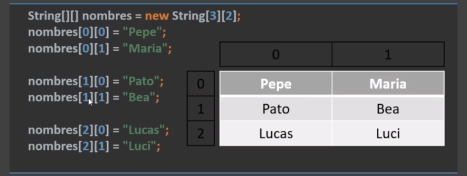 String[][] nombres = new String[3][2];
nombres[0][0] = "Pepe";
nombres[0][1] = "Maria";
nombres[1][0] = "Pato";
nombres[1][1] = "Bea";
nombres[2][0] = "Lucas";
nombres[2][1] = "Luci";
0 1
0 Pepe Maria
1 Pato Bea
2 Lucas Luci